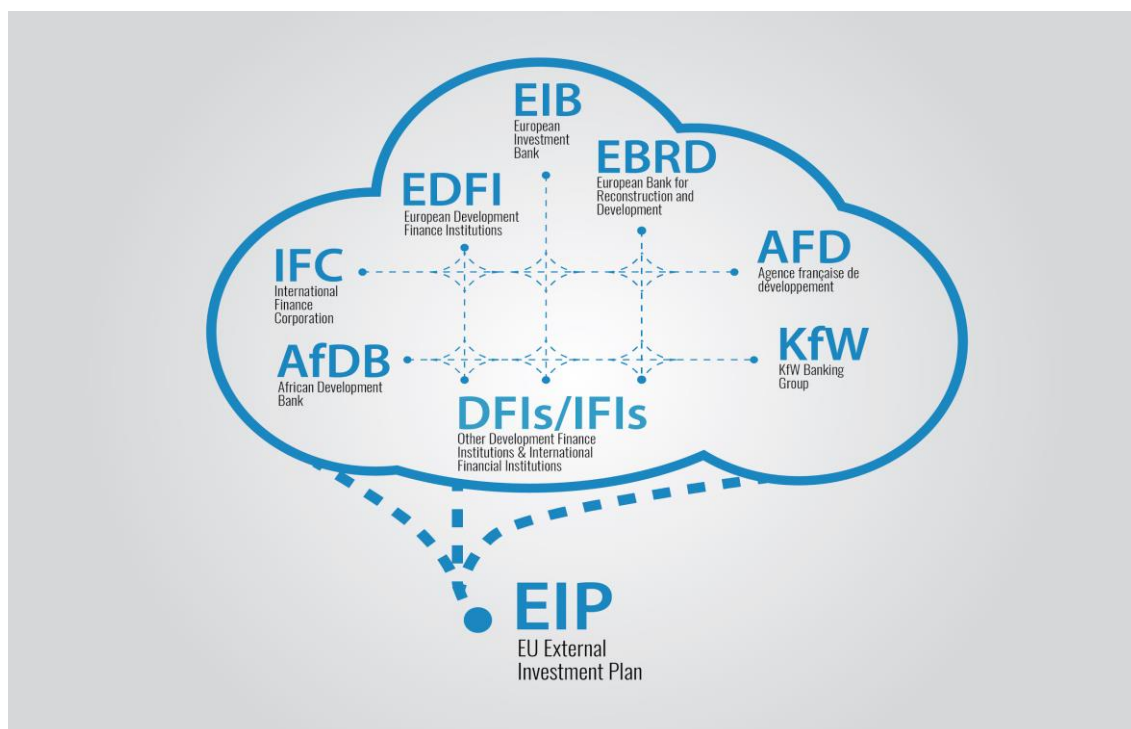 EIB
European
Investment
Bank
EBRD
European Bank for
Reconstruction and
Development
EDFI
European Development
Finance Institutions
AFD
Agence française de
développement
IFC
International
Finance
Corporation
KfW
KfW Banking
Group
AfDB
African Development
Bank
DFIs/IFIs
Other Development Finance
Institutions & International
Financial Institutions
EIP
EU External
Investment Plan